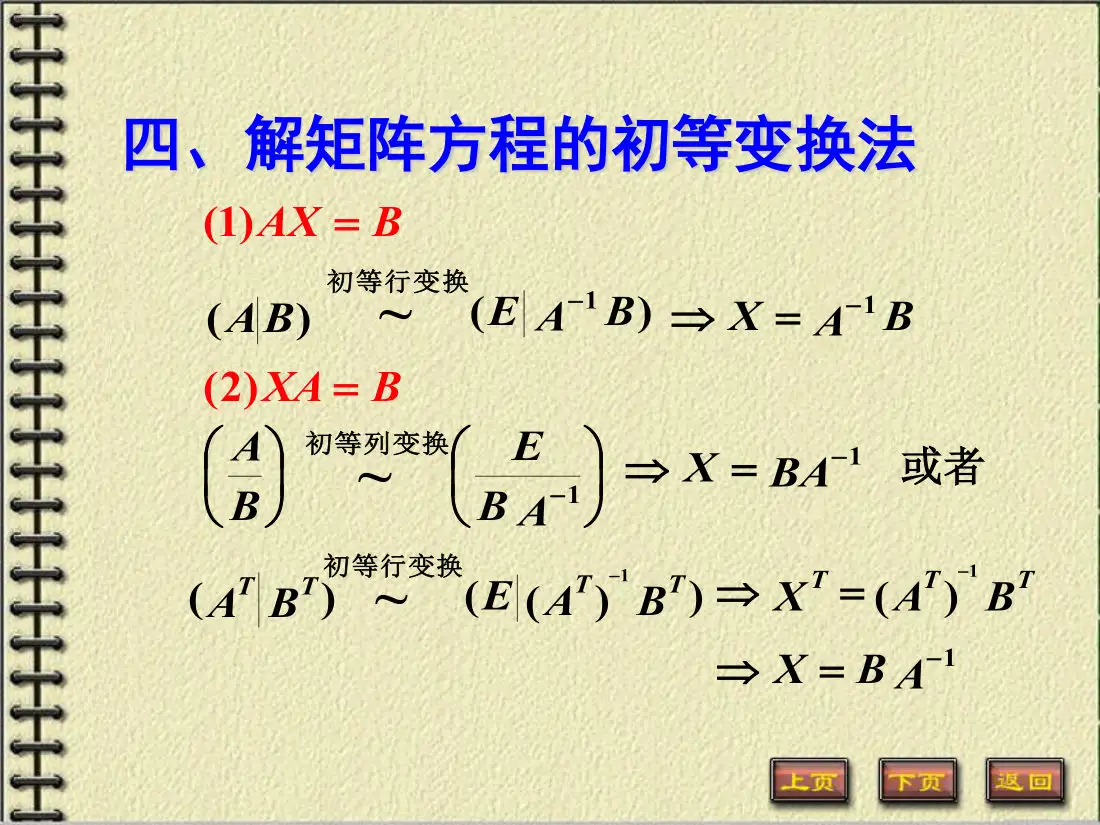 四、解矩阵方程的初等变换法
(1) AX = B
(A|B) 初等行变换 ~ (E|A⁻¹B) ⇒ X = A⁻¹B
(2) XA = B
(A/B) 初等列变换 ~ (E/BA⁻¹) ⇒ X = BA⁻¹ 或者
(Aᵀ|Bᵀ) 初等行变换 ~ (E|(Aᵀ)⁻¹Bᵀ) ⇒ Xᵀ = (Aᵀ)⁻¹Bᵀ
⇒ X = BA⁻¹
上页 下页 返回